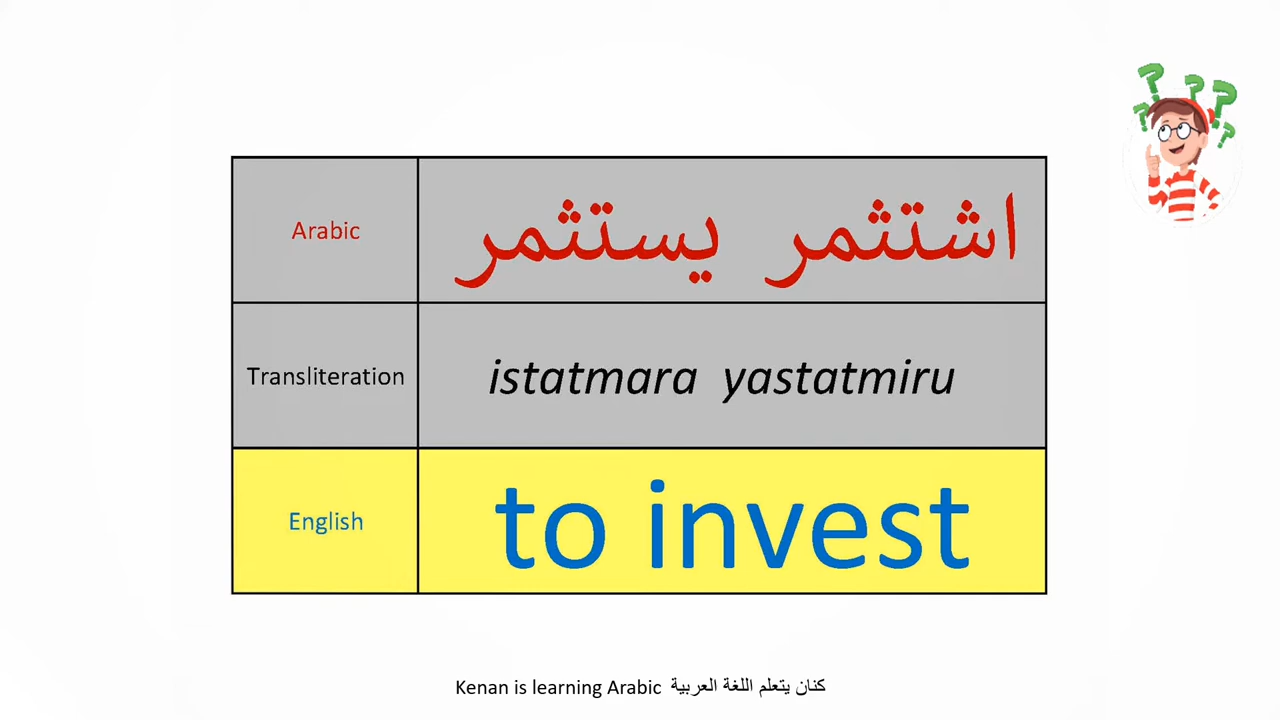 Arabic
اشتثمر يستثمر
Transliteration
istatmara yastatmiru
English
to invest
Kenan is learning Arabic كنان يتعلم اللغة العربية